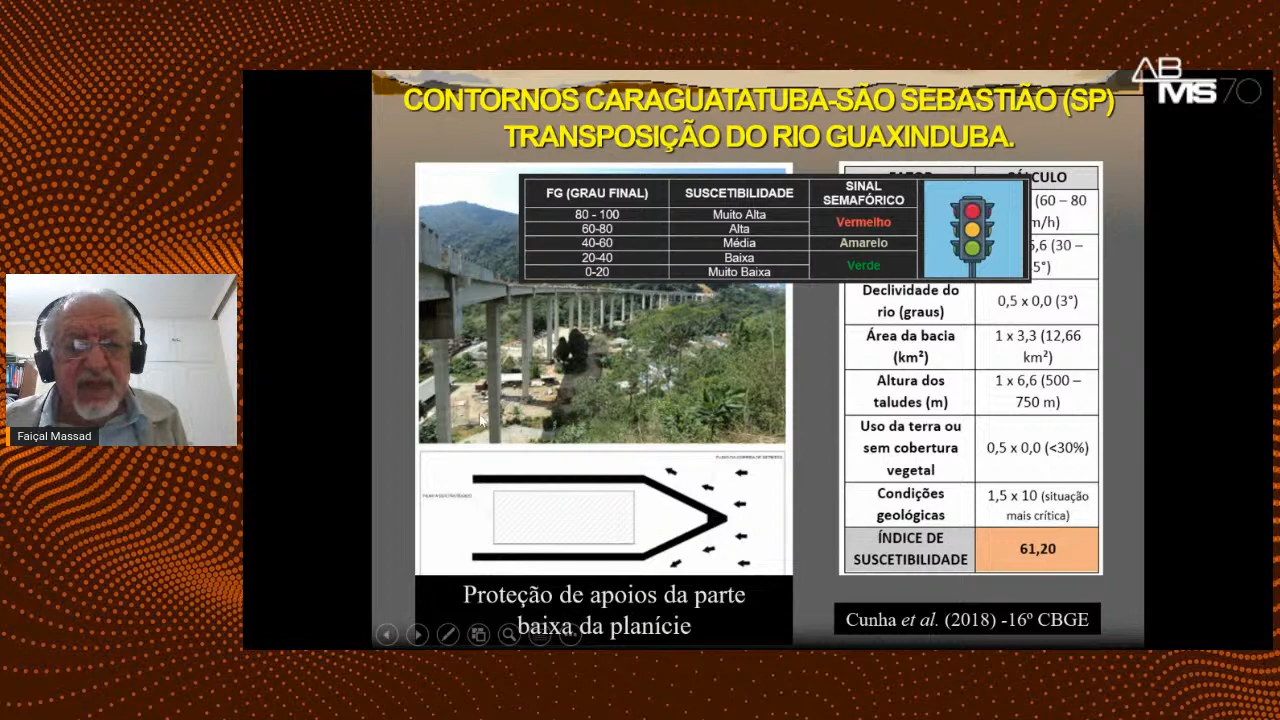 ABMS70
CONTORNOS CARAGUATATUBA-SÃO SEBASTIÃO (SP)
TRANSPOSIÇÃO DO RIO GUAXINDUBA.
FG (GRAU FINAL) SUSCETIBILIDADE SINAL
SEMAFÓRICO
80 - 100 Muito Alta Vermelho
60-80 Alta
40-60 Média Amarelo
20-40 Baixa Verde
0-20 Muito Baixa
(60 – 80
5,6 (30 –
Declividade do
rio (graus)
0,5 x 0,0 (3°)
Área da bacia
(km²)
1 x 3,3 (12,66
km²)
Altura dos
taludes (m)
1 x 6,6 (500 –
750 m)
Uso da terra ou
sem cobertura
vegetal
0,5 x 0,0 (<30%)
Condições
geológicas
1,5 x 10 (situação
mais crítica)
ÍNDICE DE
SUSCETIBILIDADE
61,20
Proteção de apoios da parte
baixa da planície
Cunha et al. (2018) -16º CBGE
Faiçal Massad